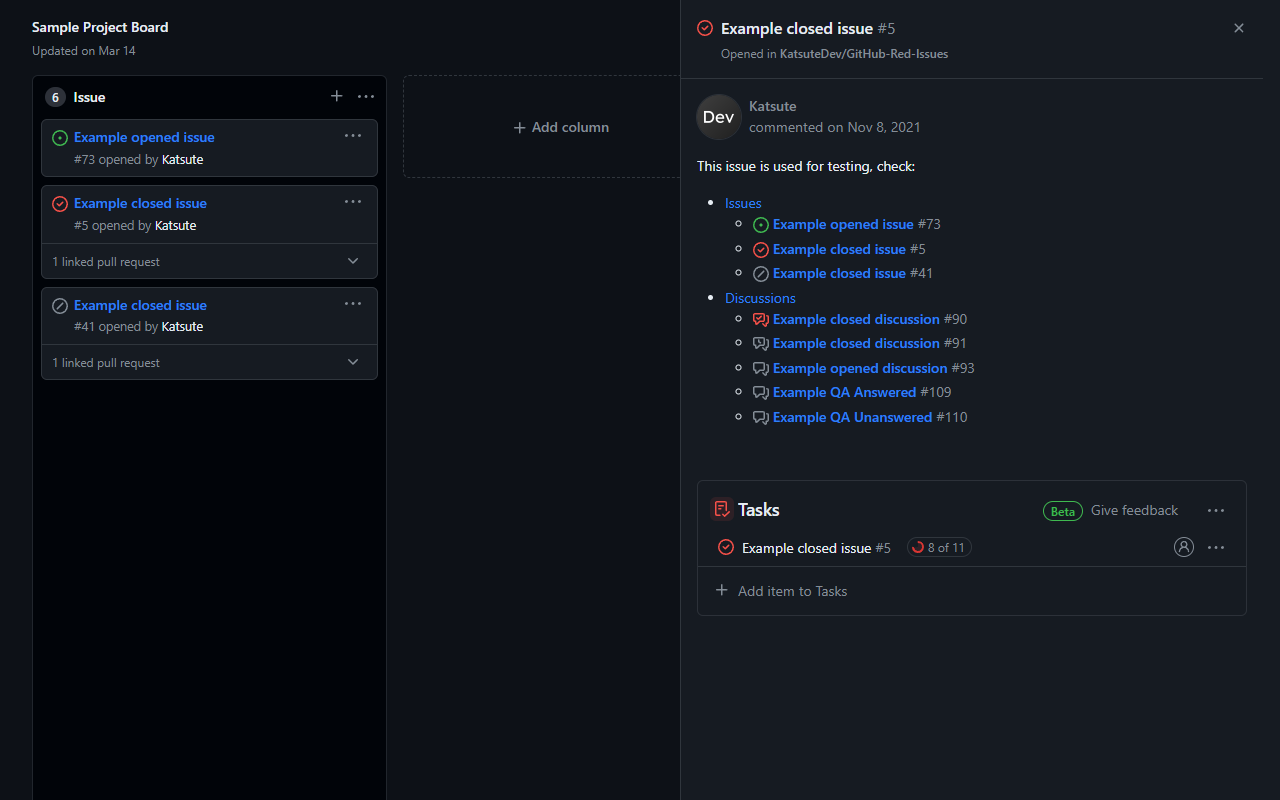 Sample Project Board
Updated on Mar 14
6 Issue
Example opened issue
#73 opened by Katsute
Example closed issue
#5 opened by Katsute
1 linked pull request
Example closed issue
#41 opened by Katsute
1 linked pull request
Add column
Example closed issue #5
Opened in KatsuteDev/GitHub-Red-Issues
Dev
Katsute
commented on Nov 8, 2021
This issue is used for testing, check:
Issues
Example opened issue #73
Example closed issue #5
Example closed issue #41
Discussions
Example closed discussion #90
Example closed discussion #91
Example opened discussion #93
Example QA Answered #109
Example QA Unanswered #110
Tasks
Beta Give feedback
Example closed issue #5 8 of 11
Add item to Tasks